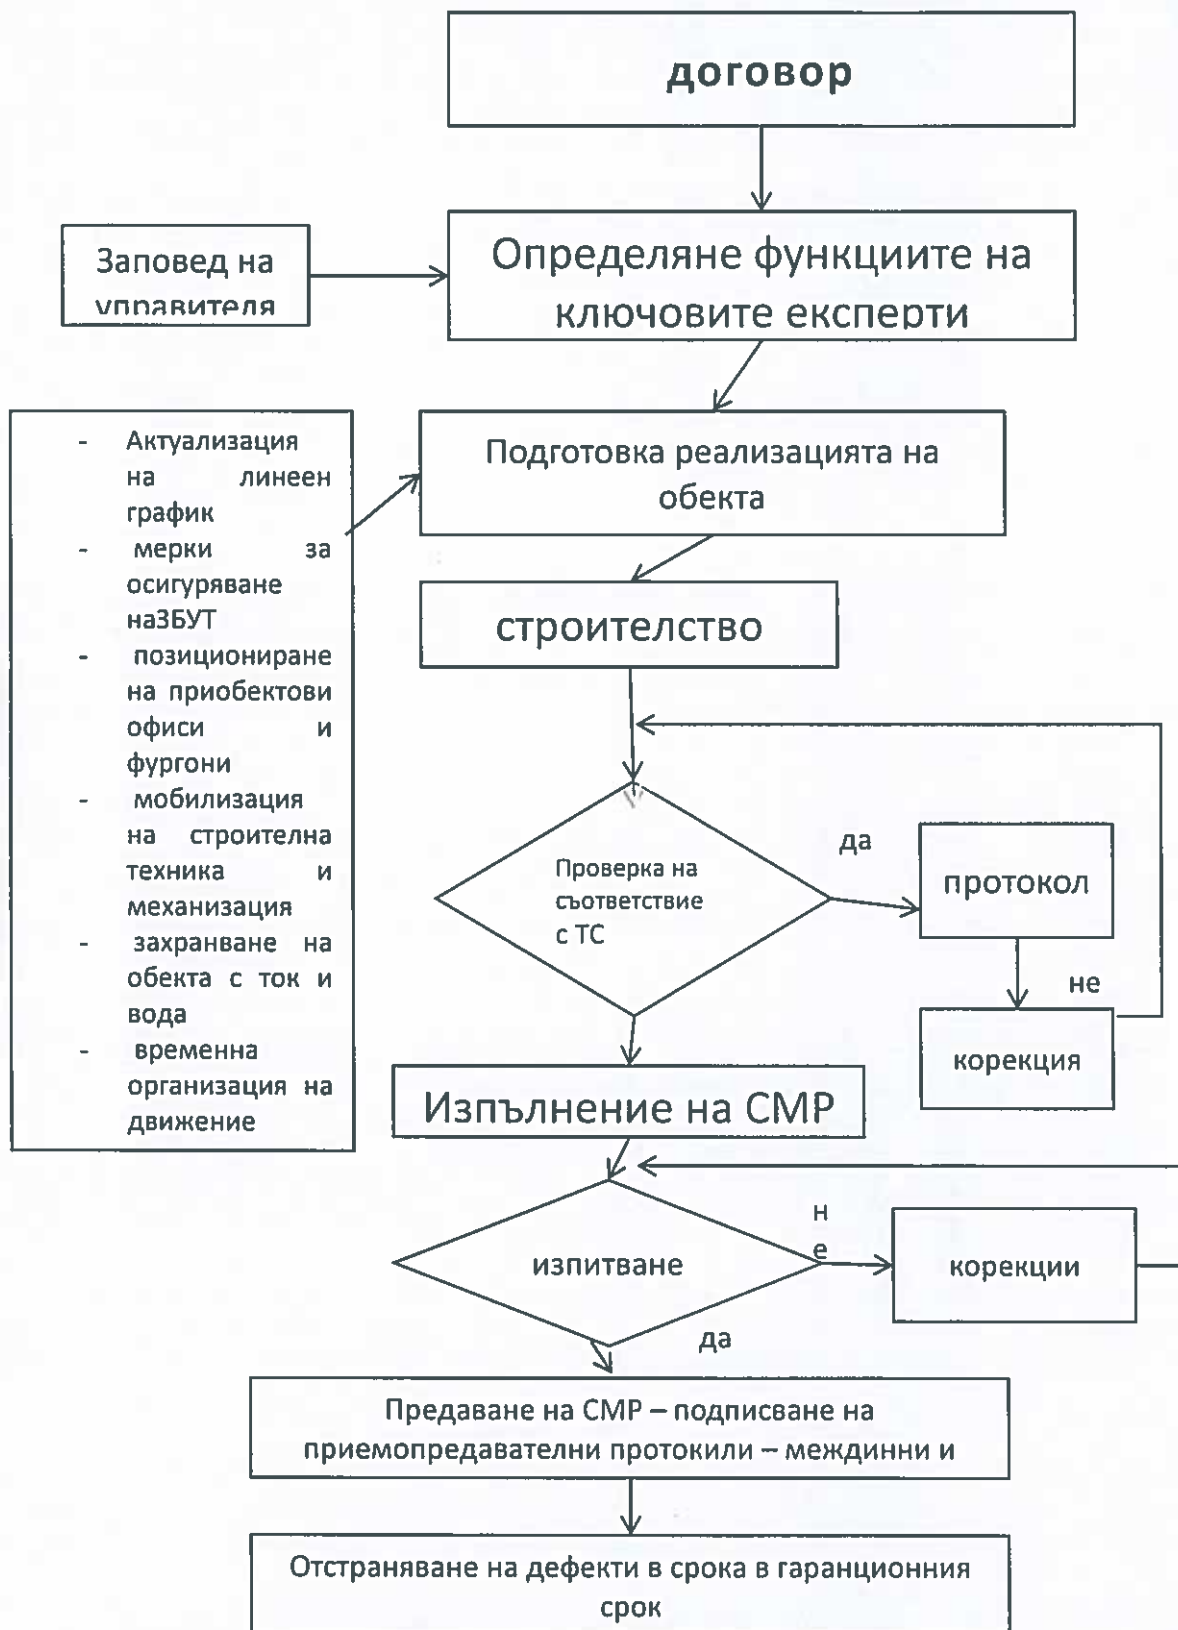 договор
Заповед на
управителя
Определяне функциите на
ключовите експерти
- Актуализация
на линеен
график
- мерки за
осигуряване
наЗБУТ
- позициониране
на приобектови
офиси и
фургони
- мобилизация
на строителна
техника и
механизация
- захранване на
обекта с ток и
вода
- временна
организация на
движение
Подготовка реализацията на
обекта
строителство
Проверка на
съответствие
с ТС
да
протокол
не
корекция
Изпълнение на СМР
изпитване
н
е
корекции
да
Предаване на СМР – подписване на
приемопредавателни протокили – междинни и
Отстраняване на дефекти в срока в гаранционния
срок